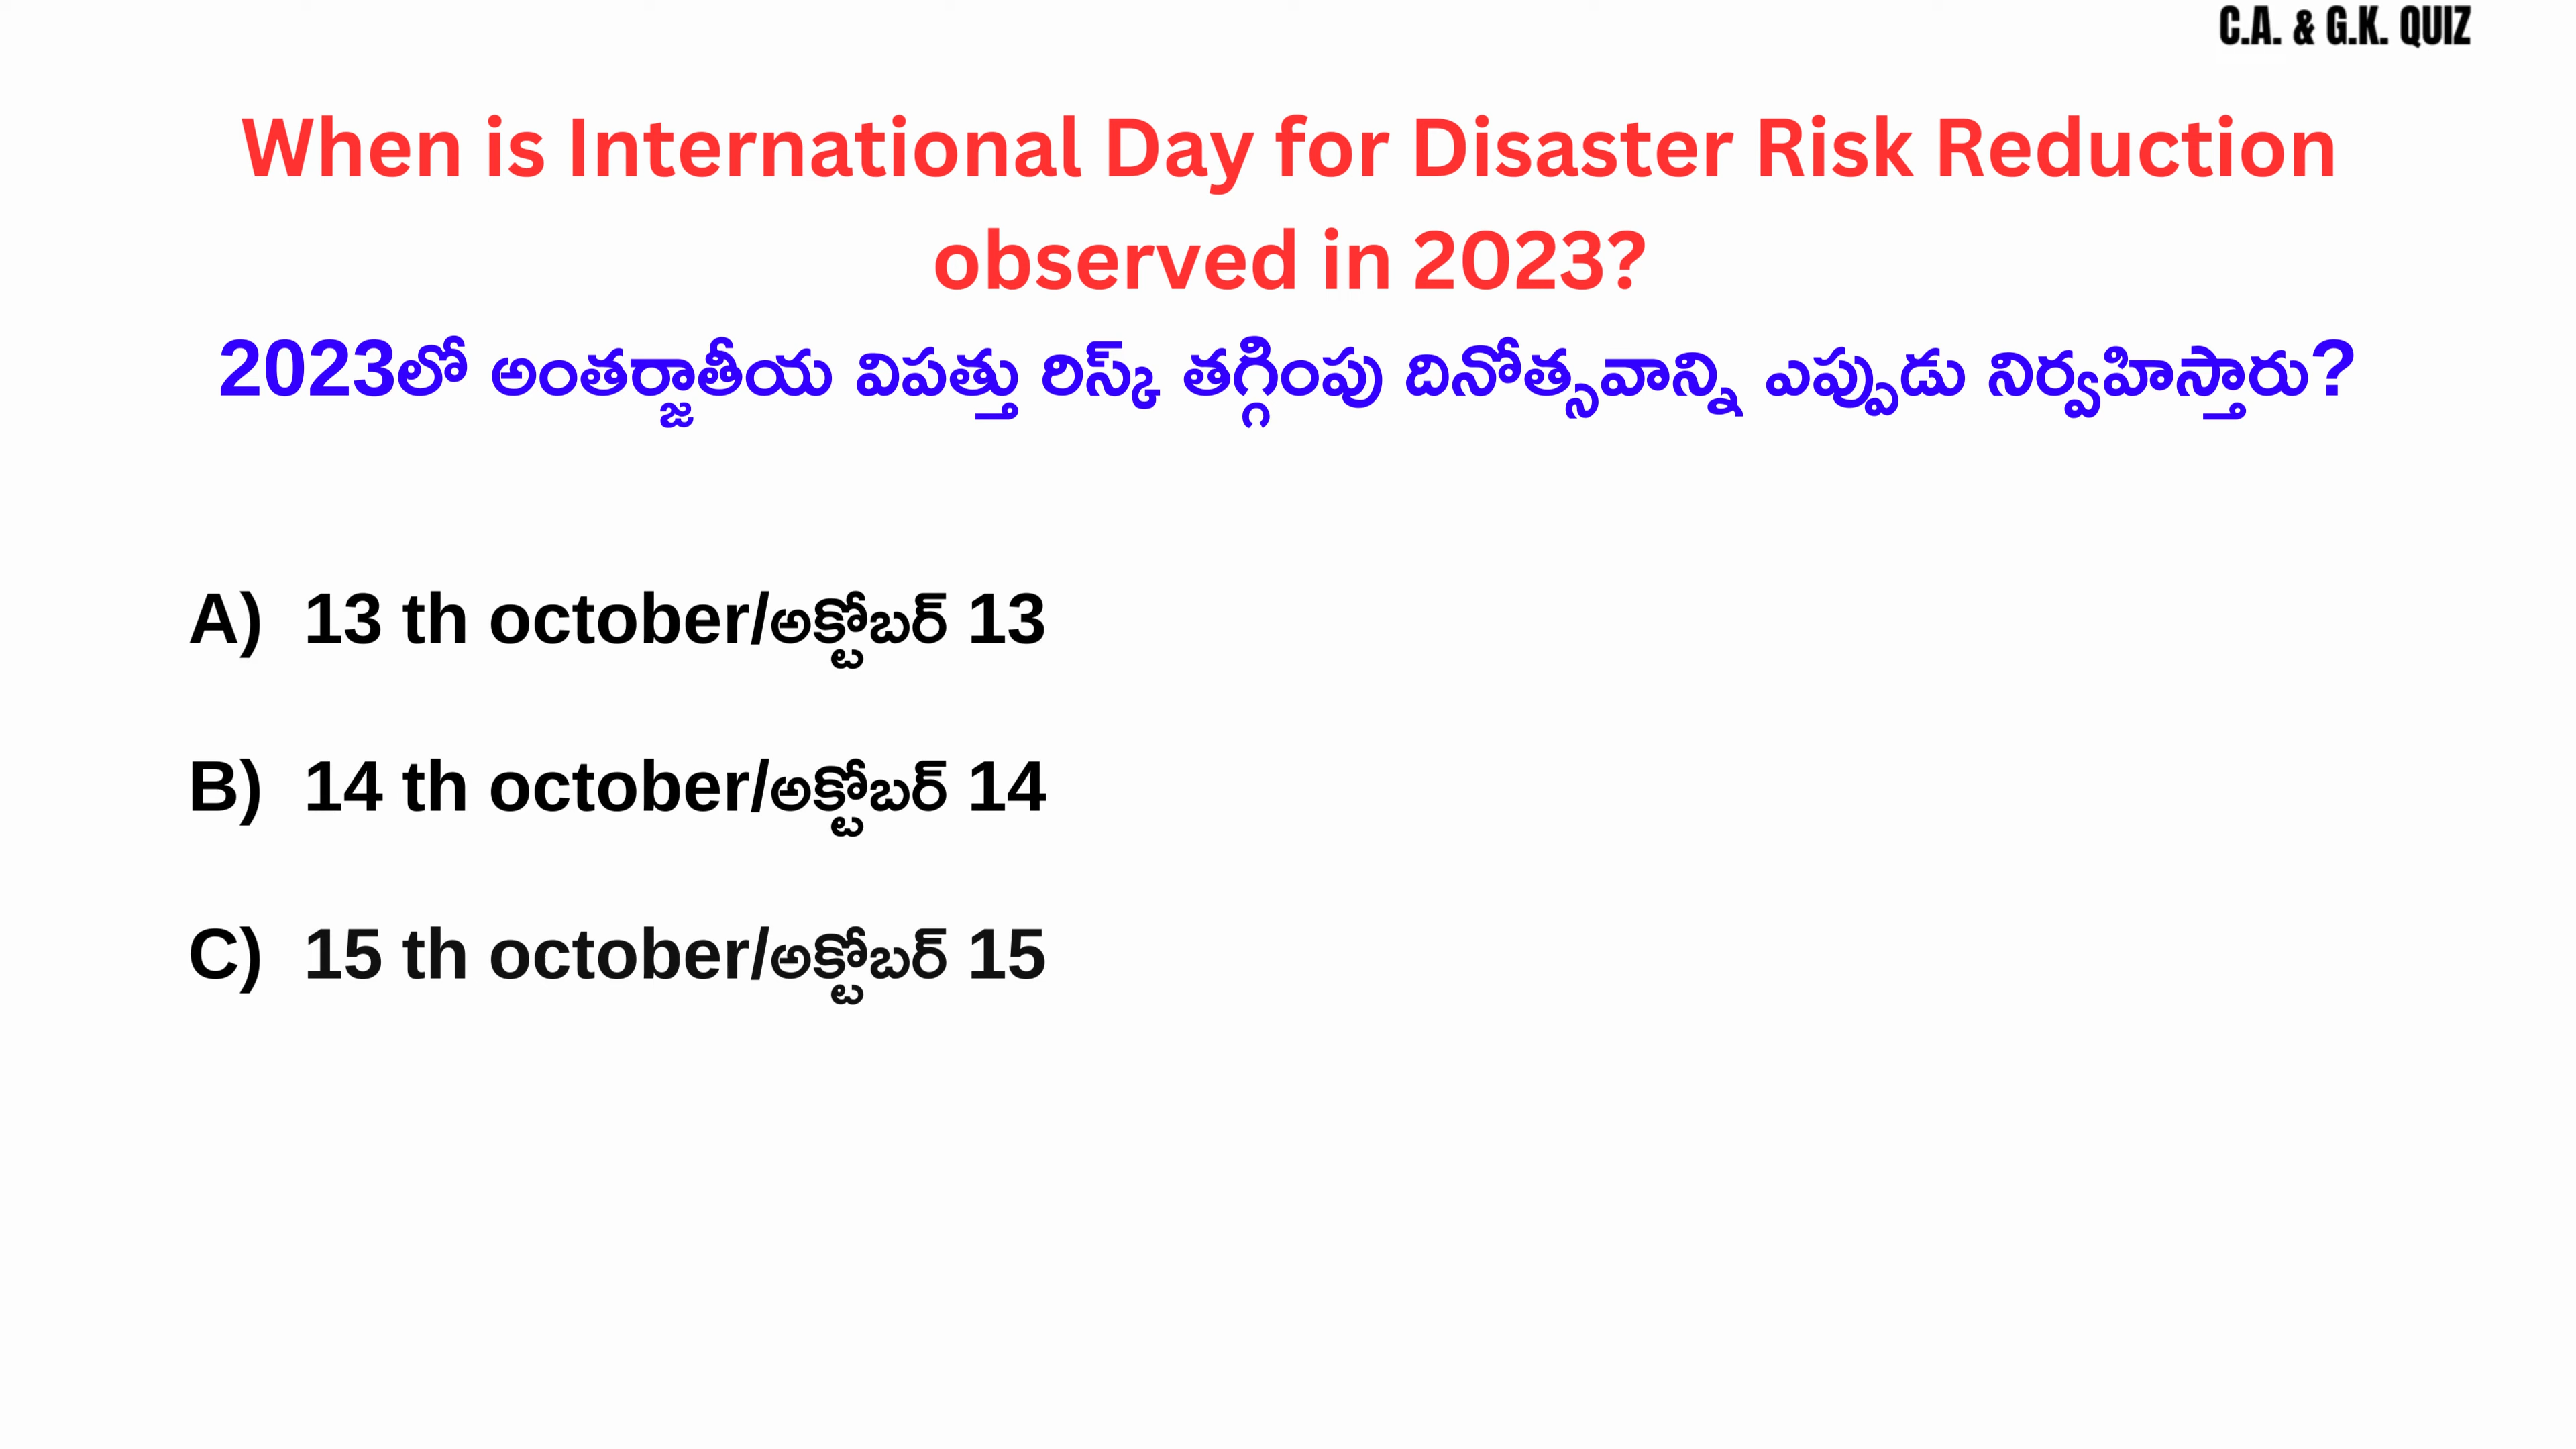 C.A. & G.K. QUIZ
When is International Day for Disaster Risk Reduction
observed in 2023?
2023లో అంతర్జాతీయ విపత్తు రిస్క్ తగ్గింపు దినోత్సవాన్ని ఎప్పుడు నిర్వహిస్తారు?
A) 13 th october/అక్టోబర్ 13
B) 14 th october/అక్టోబర్ 14
C) 15 th october/అక్టోబర్ 15